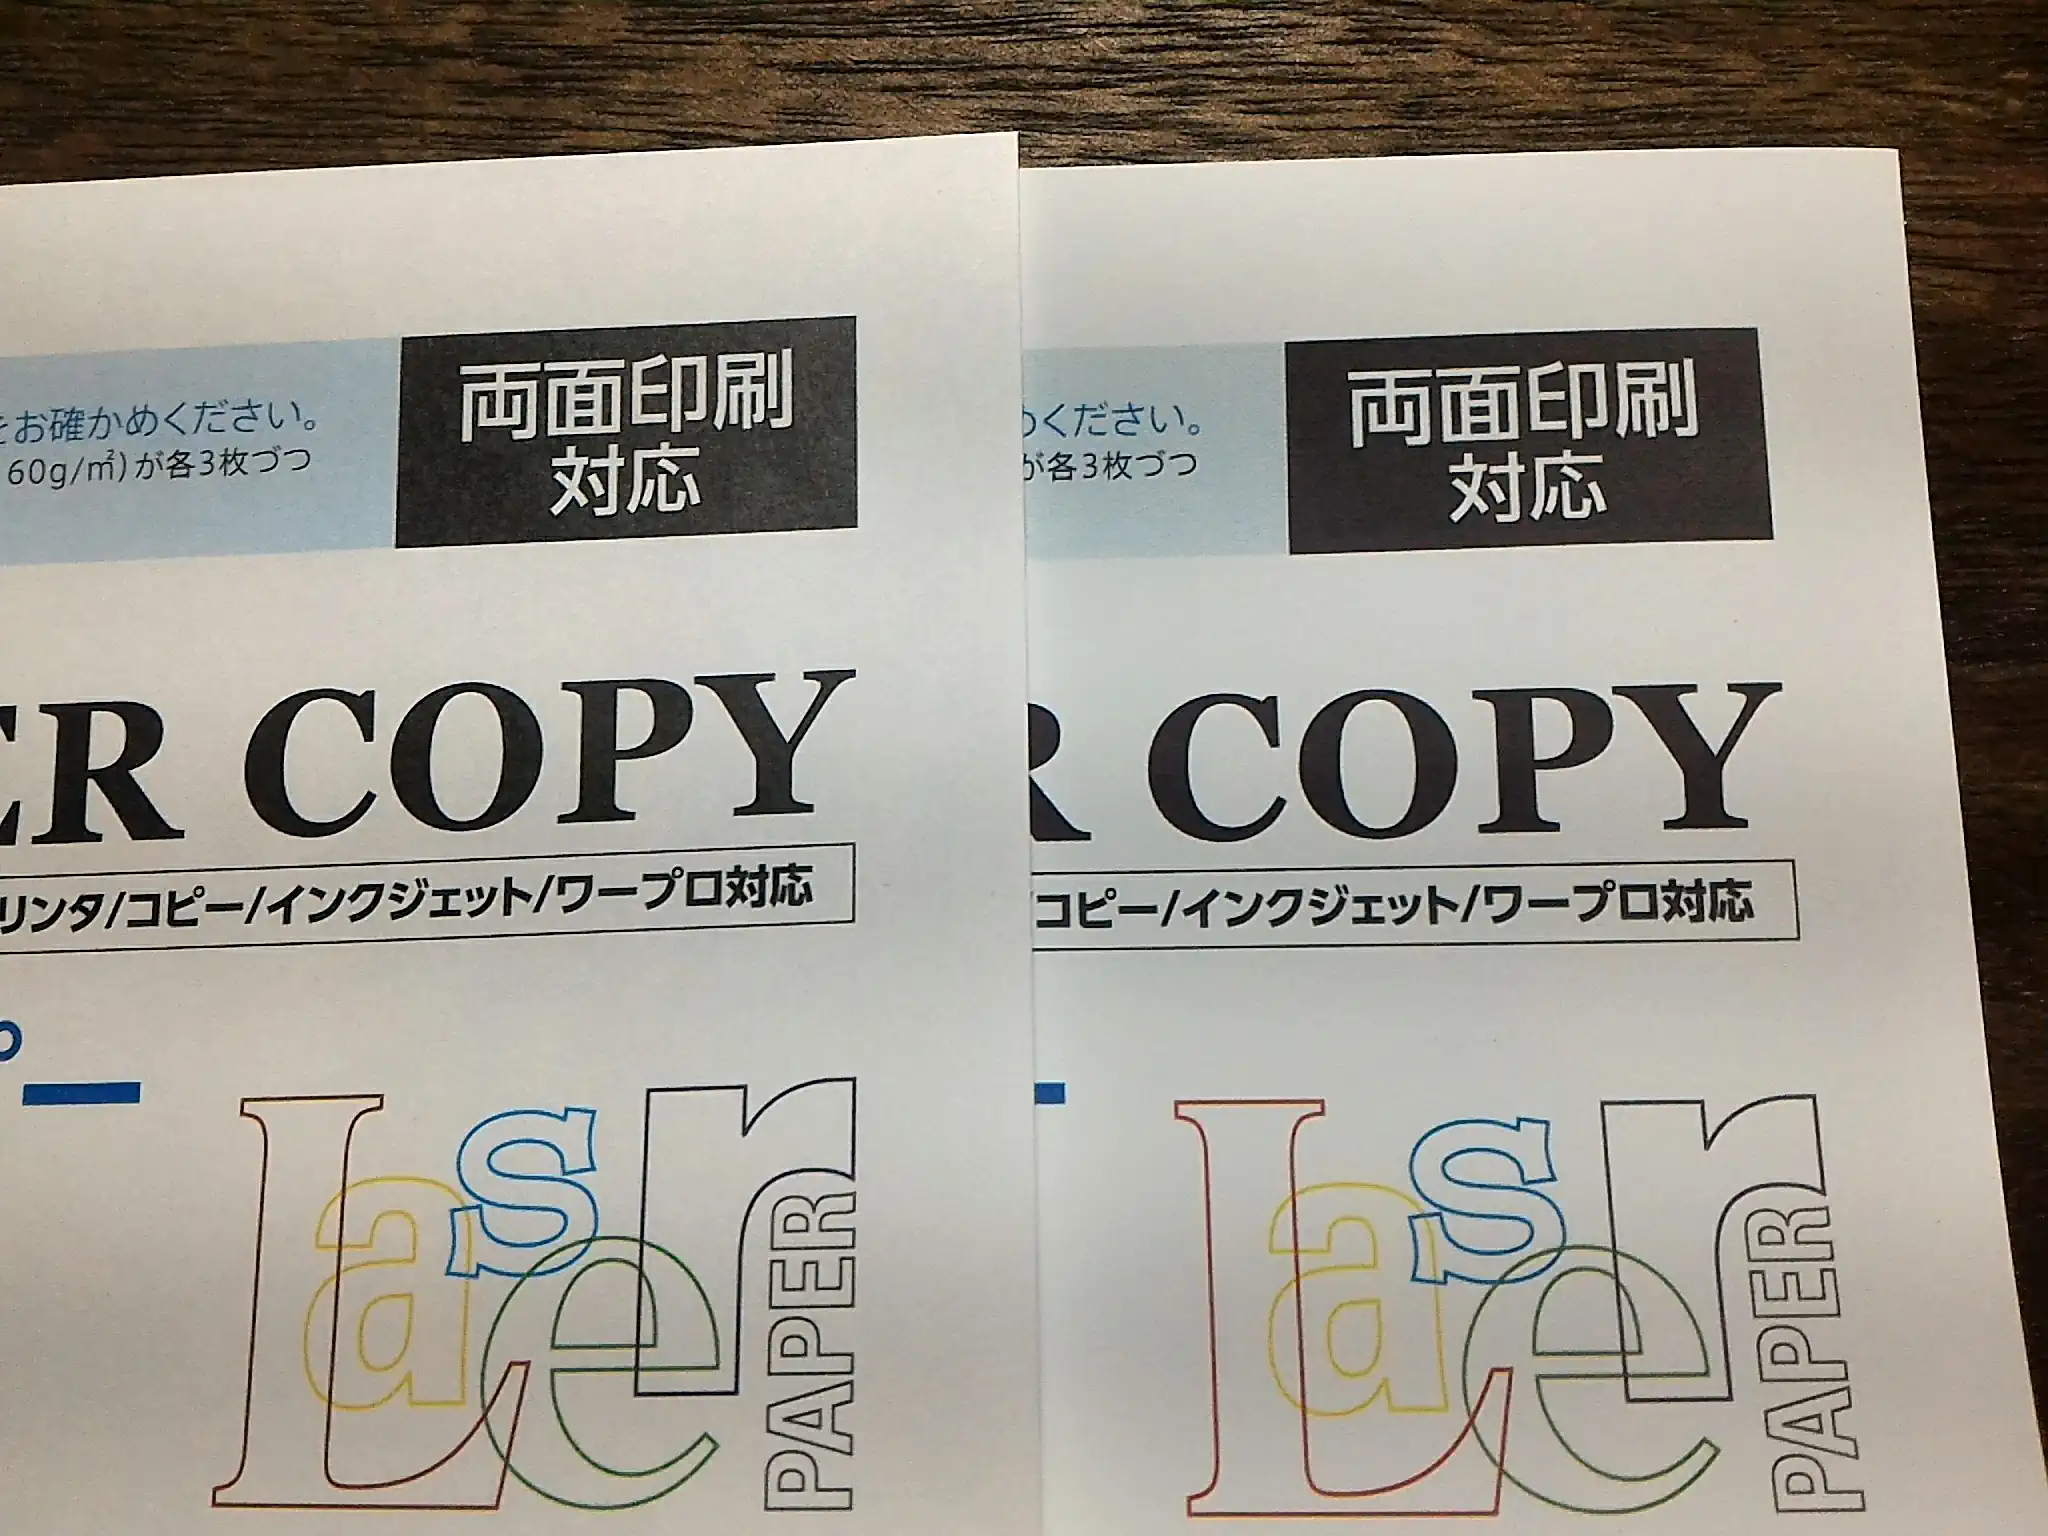 をお確かめください。
60g/㎡)が各3枚づつ
両面印刷
対応
ER COPY
リンタ/コピー/インクジェット/ワープロ対応
Laser
PAPER
めください。
が各3枚づつ
両面印刷
対応
R COPY
/コピー/インクジェット/ワープロ対応
Laser
PAPER